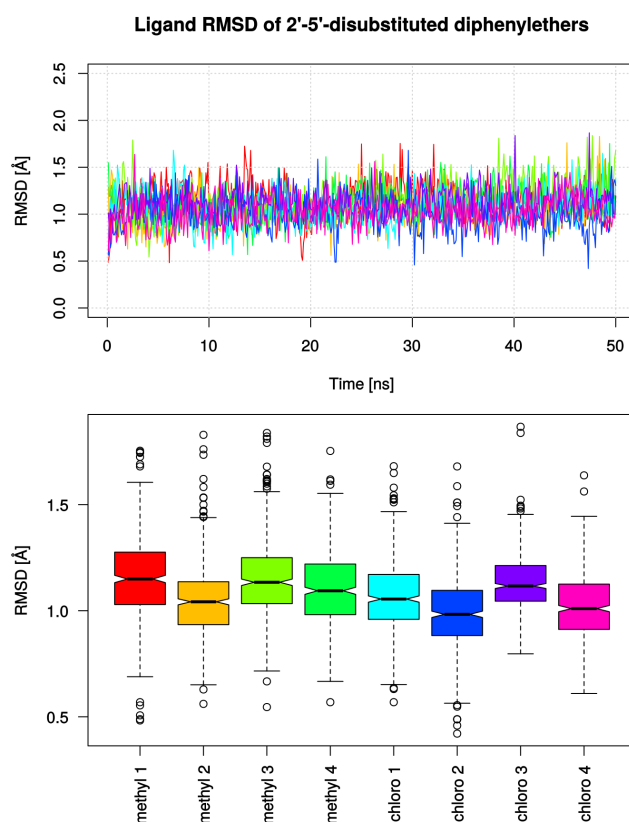 Ligand RMSD of 2'-5'-disubstituted diphenylethers
RMSD [Å]
2.5
2.0
1.5
1.0
0.5
0.0
0 10 20 30 40 50
Time [ns]
RMSD [Å]
1.5
1.0
0.5
methyl 1
methyl 2
methyl 3
methyl 4
chloro 1
chloro 2
chloro 3
chloro 4